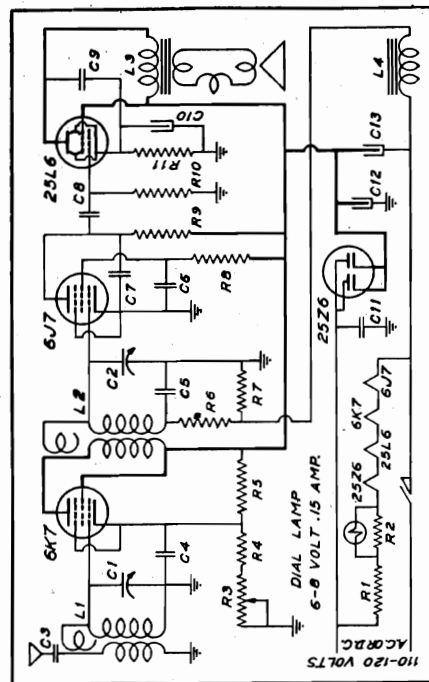 6K7
L2
6J7
25L6
C9
C3
L1
C1
C4
C2
C5
C7
C6
C8
L3
C10
R11
R10
R9
R8
R6
R7
R5
R4
R3
DIAL LAMP
6-8 VOLT .15 AMP.
25Z6
C11
C12
C13
L4
25Z6
6K7
25L6
6J7
R1
R2
110-120 VOLTS
A.C. OR D.C.